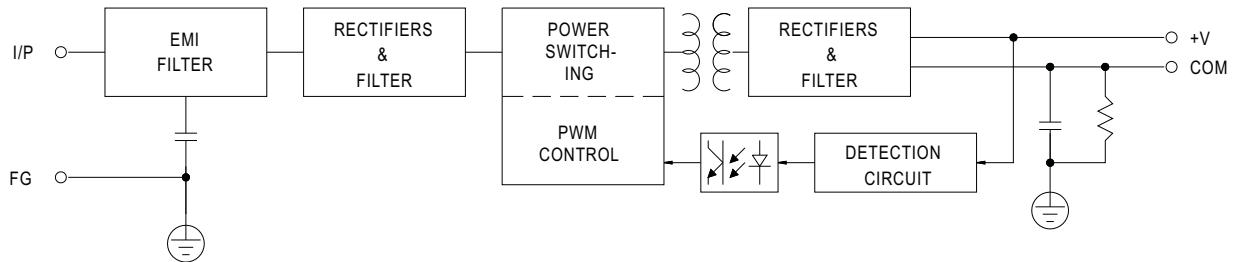 I/P
EMI
FILTER
RECTIFIERS
&
FILTER
POWER
SWITCH-
ING
PWM
CONTROL
RECTIFIERS
&
FILTER
+V
COM
DETECTION
CIRCUIT
FG